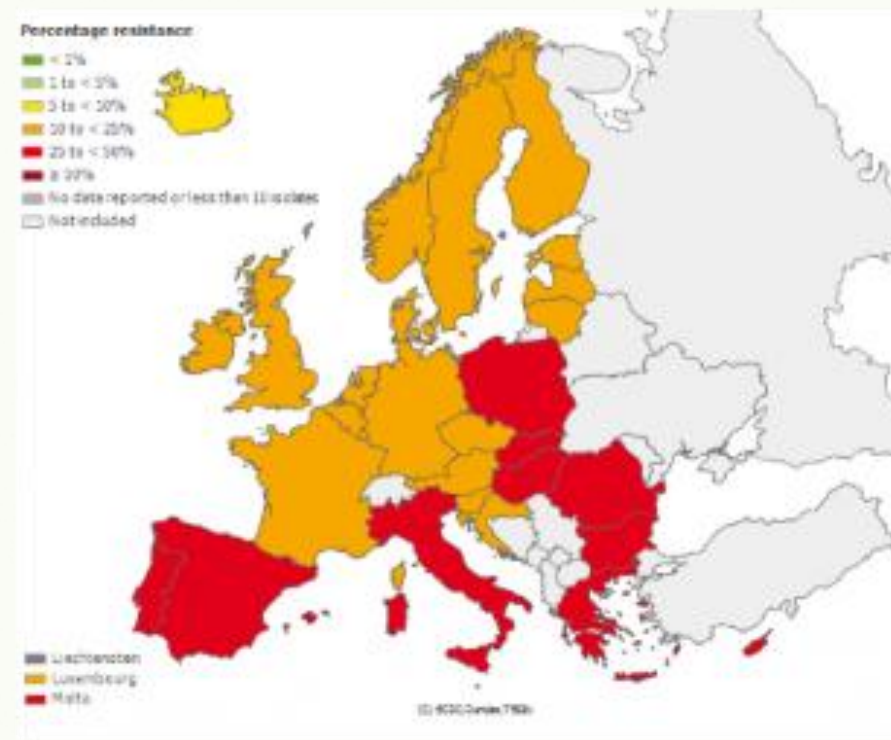 Percentage resistance
< 1%
1 to < 5%
5 to < 10%
10 to < 25%
25 to < 50%
≥ 50%
No data reported or less than 10 isolates
Not included
Liechtenstein
Luxembourg
Malta